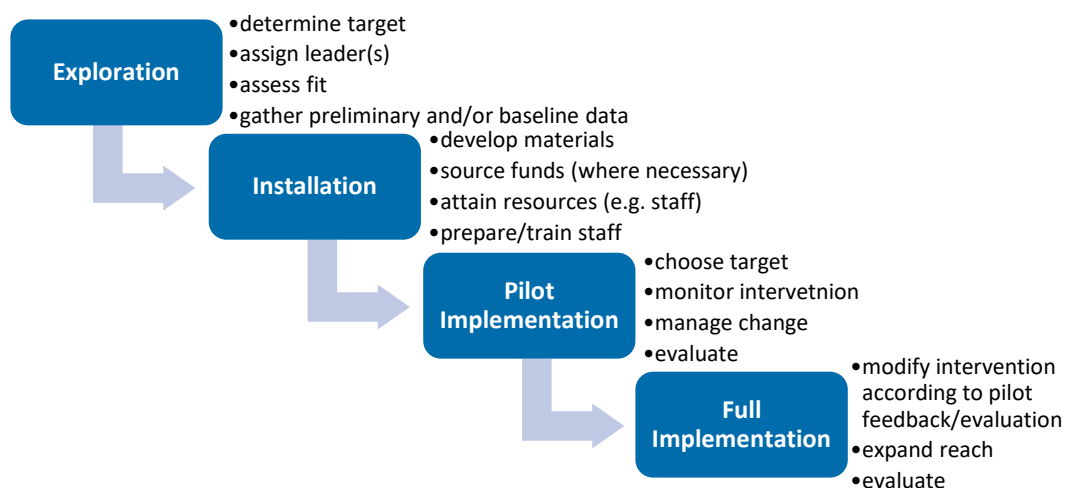 Exploration
•determine target
•assign leader(s)
•assess fit
•gather preliminary and/or baseline data
Installation
•develop materials
•source funds (where necessary)
•attain resources (e.g. staff)
•prepare/train staff
Pilot
Implementation
•choose target
•monitor intervetnion
•manage change
•evaluate
Full
Implementation
•modify intervention
according to pilot
feedback/evaluation
•expand reach
•evaluate